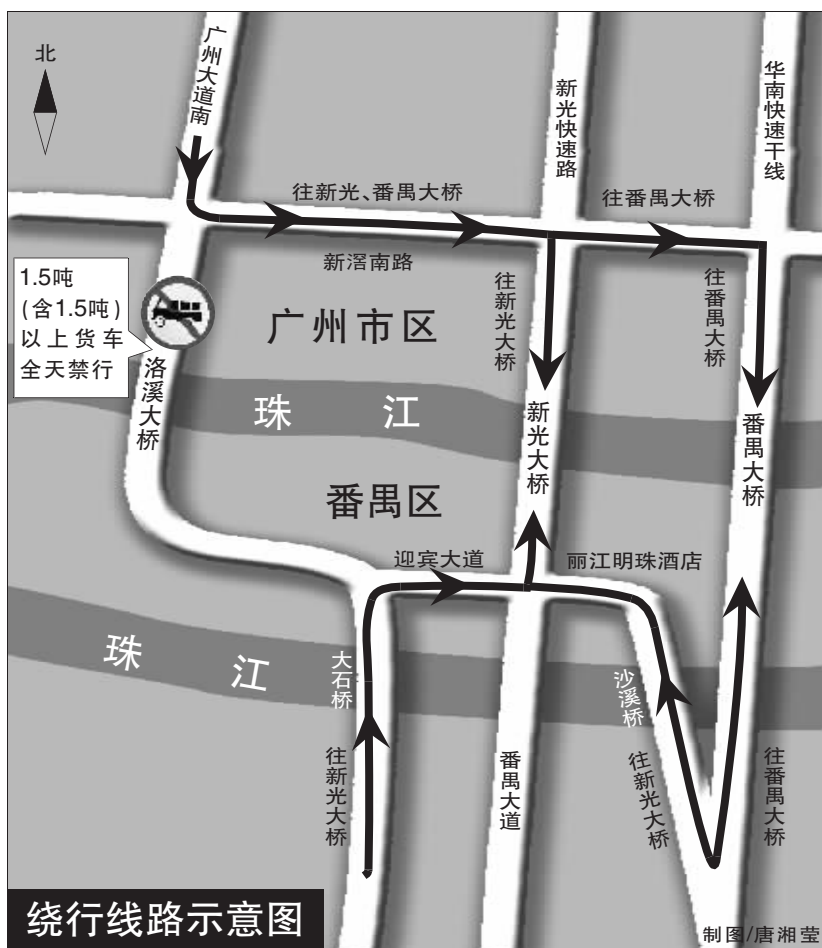 北
广州大道南
新光快速路
华南快速干线
往新光、番禺大桥
往番禺大桥
新滘南路
1.5吨
(含1.5吨)
以上货车
全天禁行
往新光大桥
往番禺大桥
广州市区
洛溪大桥
珠江
新光大桥
番禺大桥
番禺区
迎宾大道
丽江明珠酒店
珠江
大石桥
沙溪桥
往新光大桥
番禺大道
往新光大桥
往番禺大桥
绕行线路示意图
制图/唐湘莹